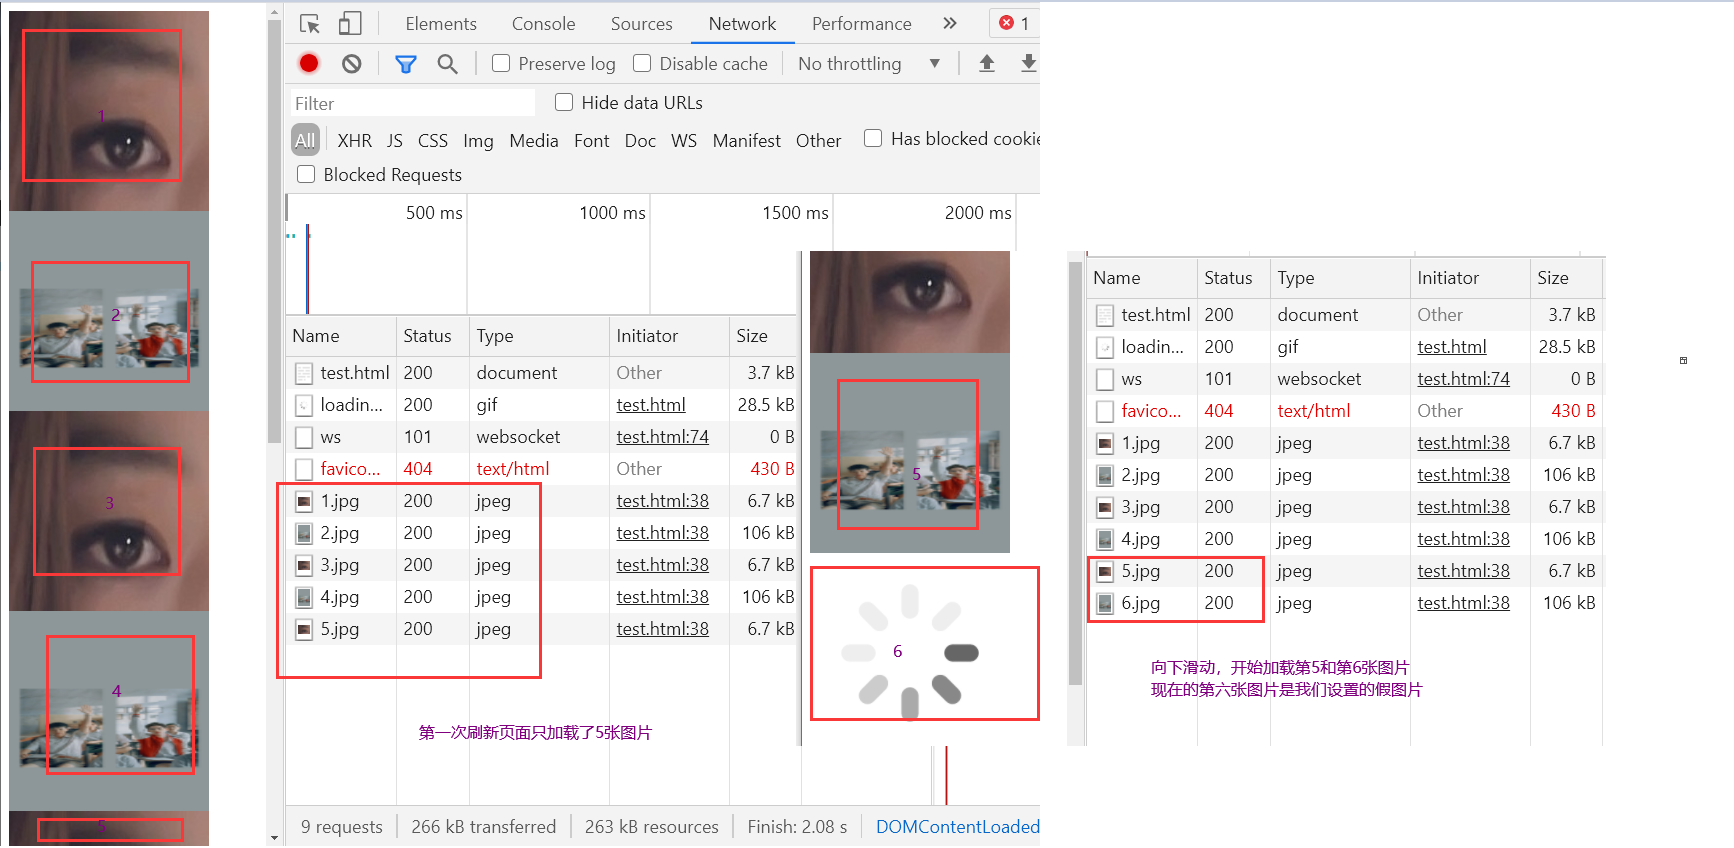 1
2
3
4
5
Elements Console Sources Network Performance » 1
Preserve log Disable cache No throttling
Filter Hide data URLs
All XHR JS CSS Img Media Font Doc WS Manifest Other Has blocked cookie
Blocked Requests
500 ms 1000 ms 1500 ms 2000 ms
Name Status Type Initiator Size
test.html 200 document Other 3.7 kB
loadin... 200 gif test.html 28.5 kB
ws 101 websocket test.html:74 0 B
favico... 404 text/html Other 430 B
1.jpg 200 jpeg test.html:38 6.7 kB
2.jpg 200 jpeg test.html:38 106 kB
3.jpg 200 jpeg test.html:38 6.7 kB
4.jpg 200 jpeg test.html:38 106 kB
5.jpg 200 jpeg test.html:38 6.7 kB
第一次刷新页面只加载了5张图片
9 requests 266 kB transferred 263 kB resources Finish: 2.08 s DOMContentLoaded
5
6
Name Status Type Initiator Size
test.html 200 document Other 3.7 kB
loadin... 200 gif test.html 28.5 kB
ws 101 websocket test.html:74 0 B
favico... 404 text/html Other 430 B
1.jpg 200 jpeg test.html:38 6.7 kB
2.jpg 200 jpeg test.html:38 106 kB
3.jpg 200 jpeg test.html:38 6.7 kB
4.jpg 200 jpeg test.html:38 106 kB
5.jpg 200 jpeg test.html:38 6.7 kB
6.jpg 200 jpeg test.html:38 106 kB
向下滑动，开始加载第5和第6张图片
现在的第六张图片是我们设置的假图片